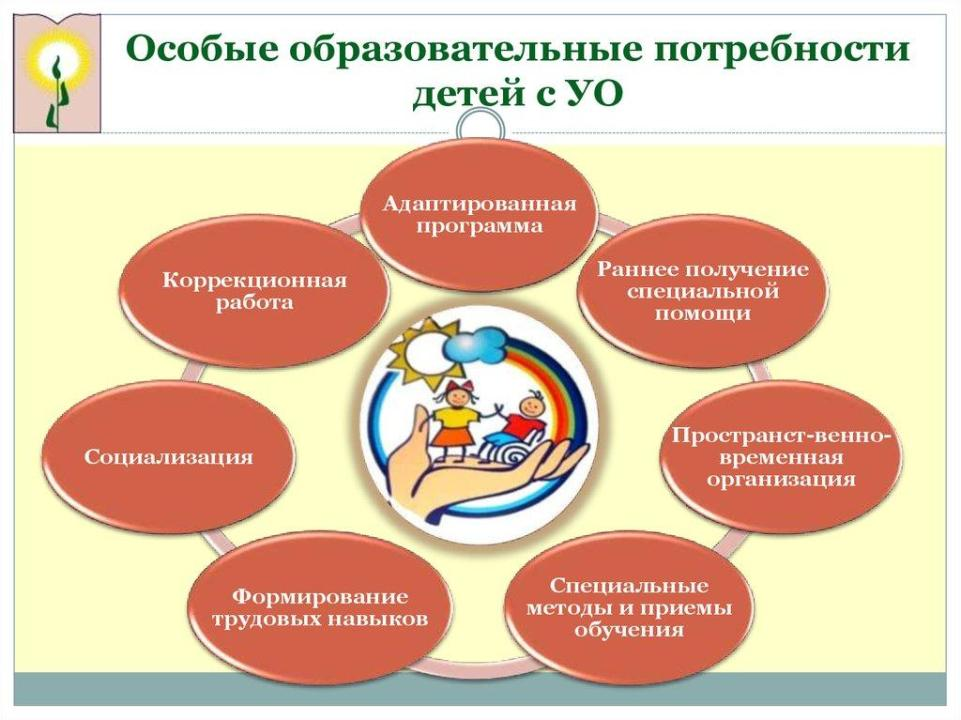 Особые образовательные потребности
детей с УО
Адаптированная
программа
Раннее получение
специальной
помощи
Пространст-венно-
временная
организация
Специальные
методы и приемы
обучения
Формирование
трудовых навыков
Социализация
Коррекционная
работа